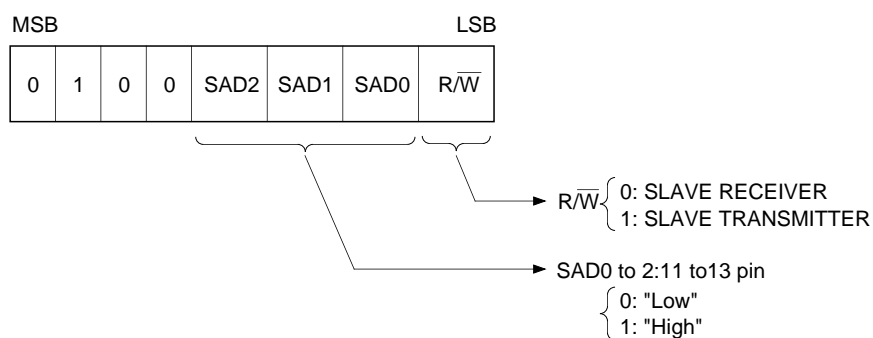 MSB LSB
0 1 0 0 SAD2 SAD1 SAD0 R/W̅
R/W̅ 0: SLAVE RECEIVER
1: SLAVE TRANSMITTER
SAD0 to 2:11 to13 pin
0: "Low"
1: "High"